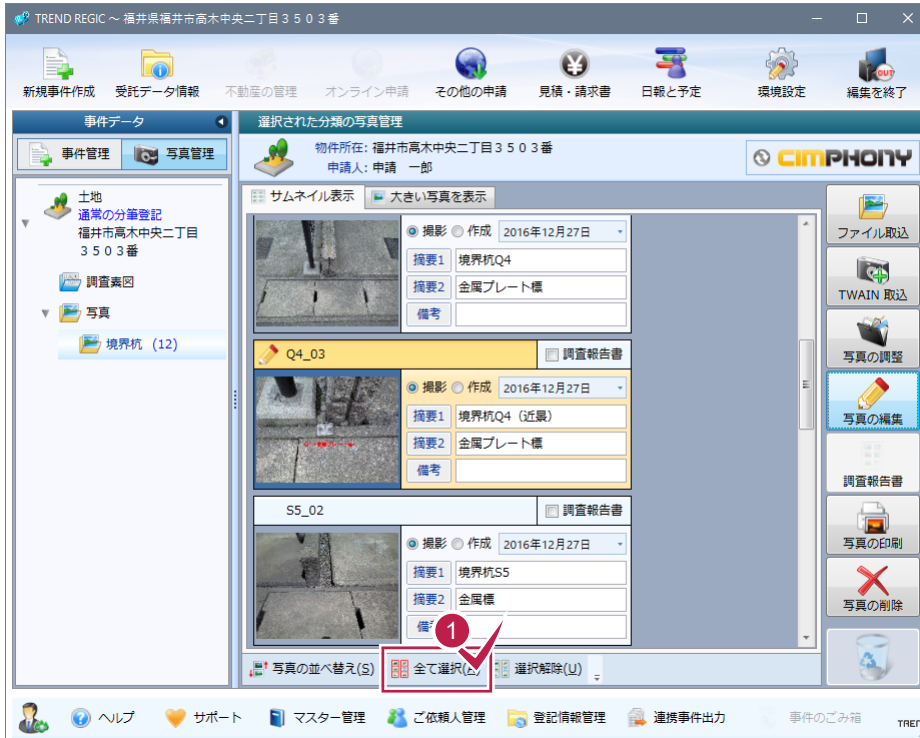 TREND REGIC ～ 福井県福井市高木中央二丁目３５０３番
新規事件作成 受託データ情報 不動産の管理 オンライン申請 その他の申請 見積・請求書 日報と予定 環境設定 編集を終了
OUT
事件データ
選択された分類の写真管理
事件管理 写真管理
物件所在: 福井市高木中央二丁目３５０３番
申請人: 申請　一郎
CIMPHONY
土地
通常の分筆登記
福井市高木中央二丁目
３５０３番
調査素図
写真
境界杭 (12)
サムネイル表示 大きい写真を表示
撮影 作成 2016年12月27日
摘要1 境界杭Q4
摘要2 金属プレート標
備考
Q4_03 調査報告書
撮影 作成 2016年12月27日
摘要1 境界杭Q4（近景）
摘要2 金属プレート標
備考
S5_02 調査報告書
撮影 作成 2016年12月27日
摘要1 境界杭S5
摘要2 金属標
備
1
写真の並べ替え(S) 全て選択( 選択解除(U)
ファイル取込
TWAIN 取込
写真の調整
写真の編集
調査報告書
写真の印刷
写真の削除
ヘルプ サポート マスター管理 ご依頼人管理 登記情報管理 連携事件出力 事件のごみ箱